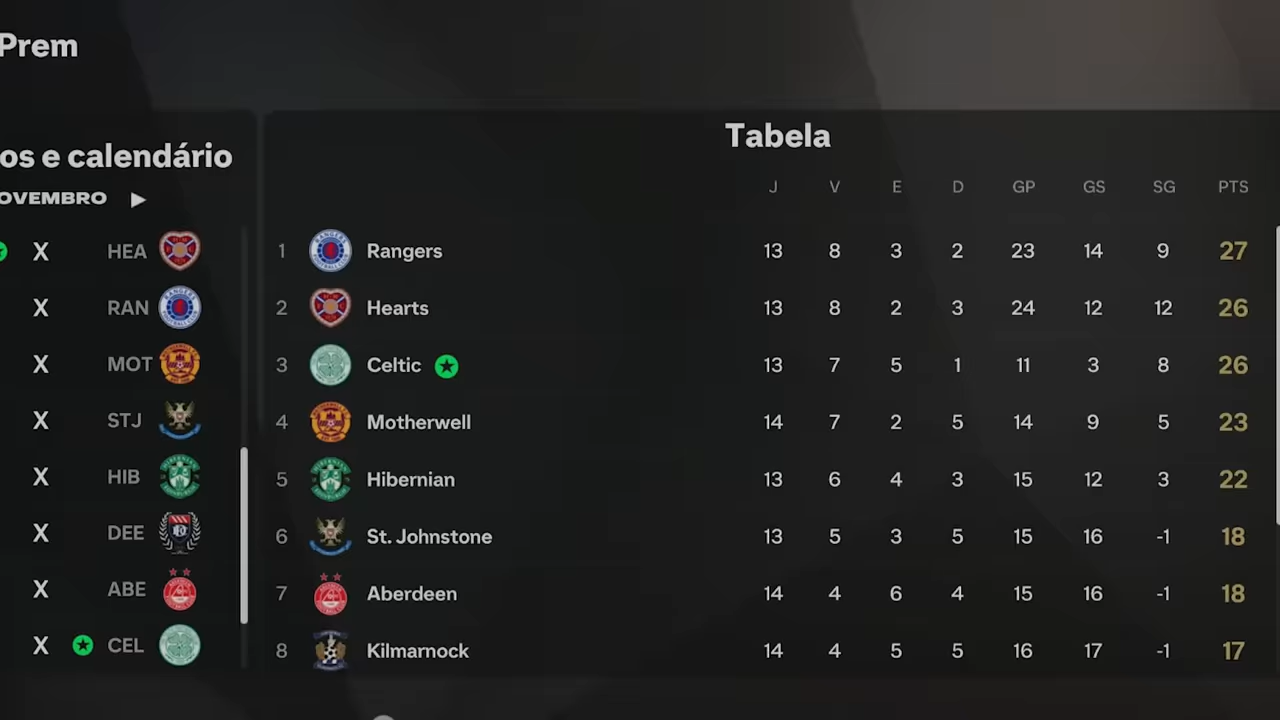 Prem
os e calendário
OVEMBRO
X HEA
X RAN
X MOT
X STJ
X HIB
X DEE
X ABE
X CEL
Tabela
J V E D GP GS SG PTS
1 Rangers 13 8 3 2 23 14 9 27
2 Hearts 13 8 2 3 24 12 12 26
3 Celtic 13 7 5 1 11 3 8 26
4 Motherwell 14 7 2 5 14 9 5 23
5 Hibernian 13 6 4 3 15 12 3 22
6 St. Johnstone 13 5 3 5 15 16 -1 18
7 Aberdeen 14 4 6 4 15 16 -1 18
8 Kilmarnock 14 4 5 5 16 17 -1 17